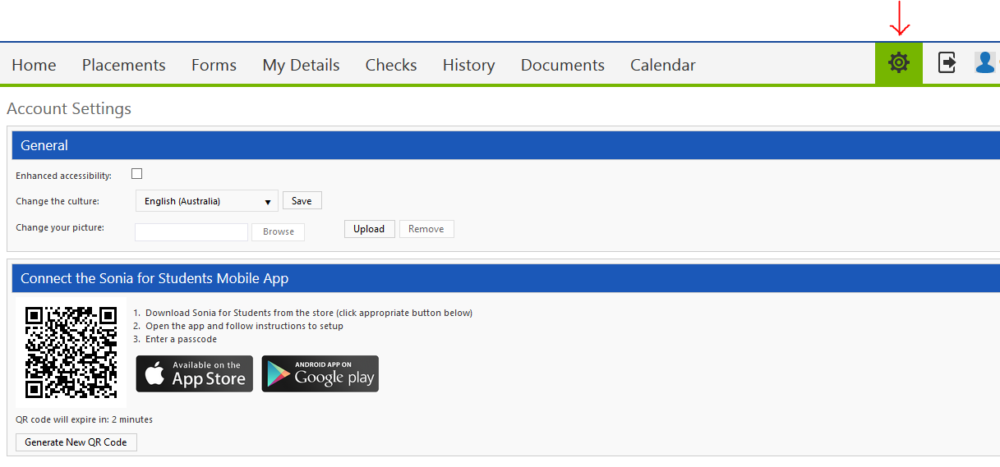 Home Placements Forms My Details Checks History Documents Calendar
Account Settings
General
Enhanced accessibility:
Change the culture: English (Australia) Save
Change your picture: Browse Upload Remove
Connect the Sonia for Students Mobile App
1. Download Sonia for Students from the store (click appropriate button below)
2. Open the app and follow instructions to setup
3. Enter a passcode
Available on the
App Store
ANDROID APP ON
Google play
QR code will expire in: 2 minutes
Generate New QR Code